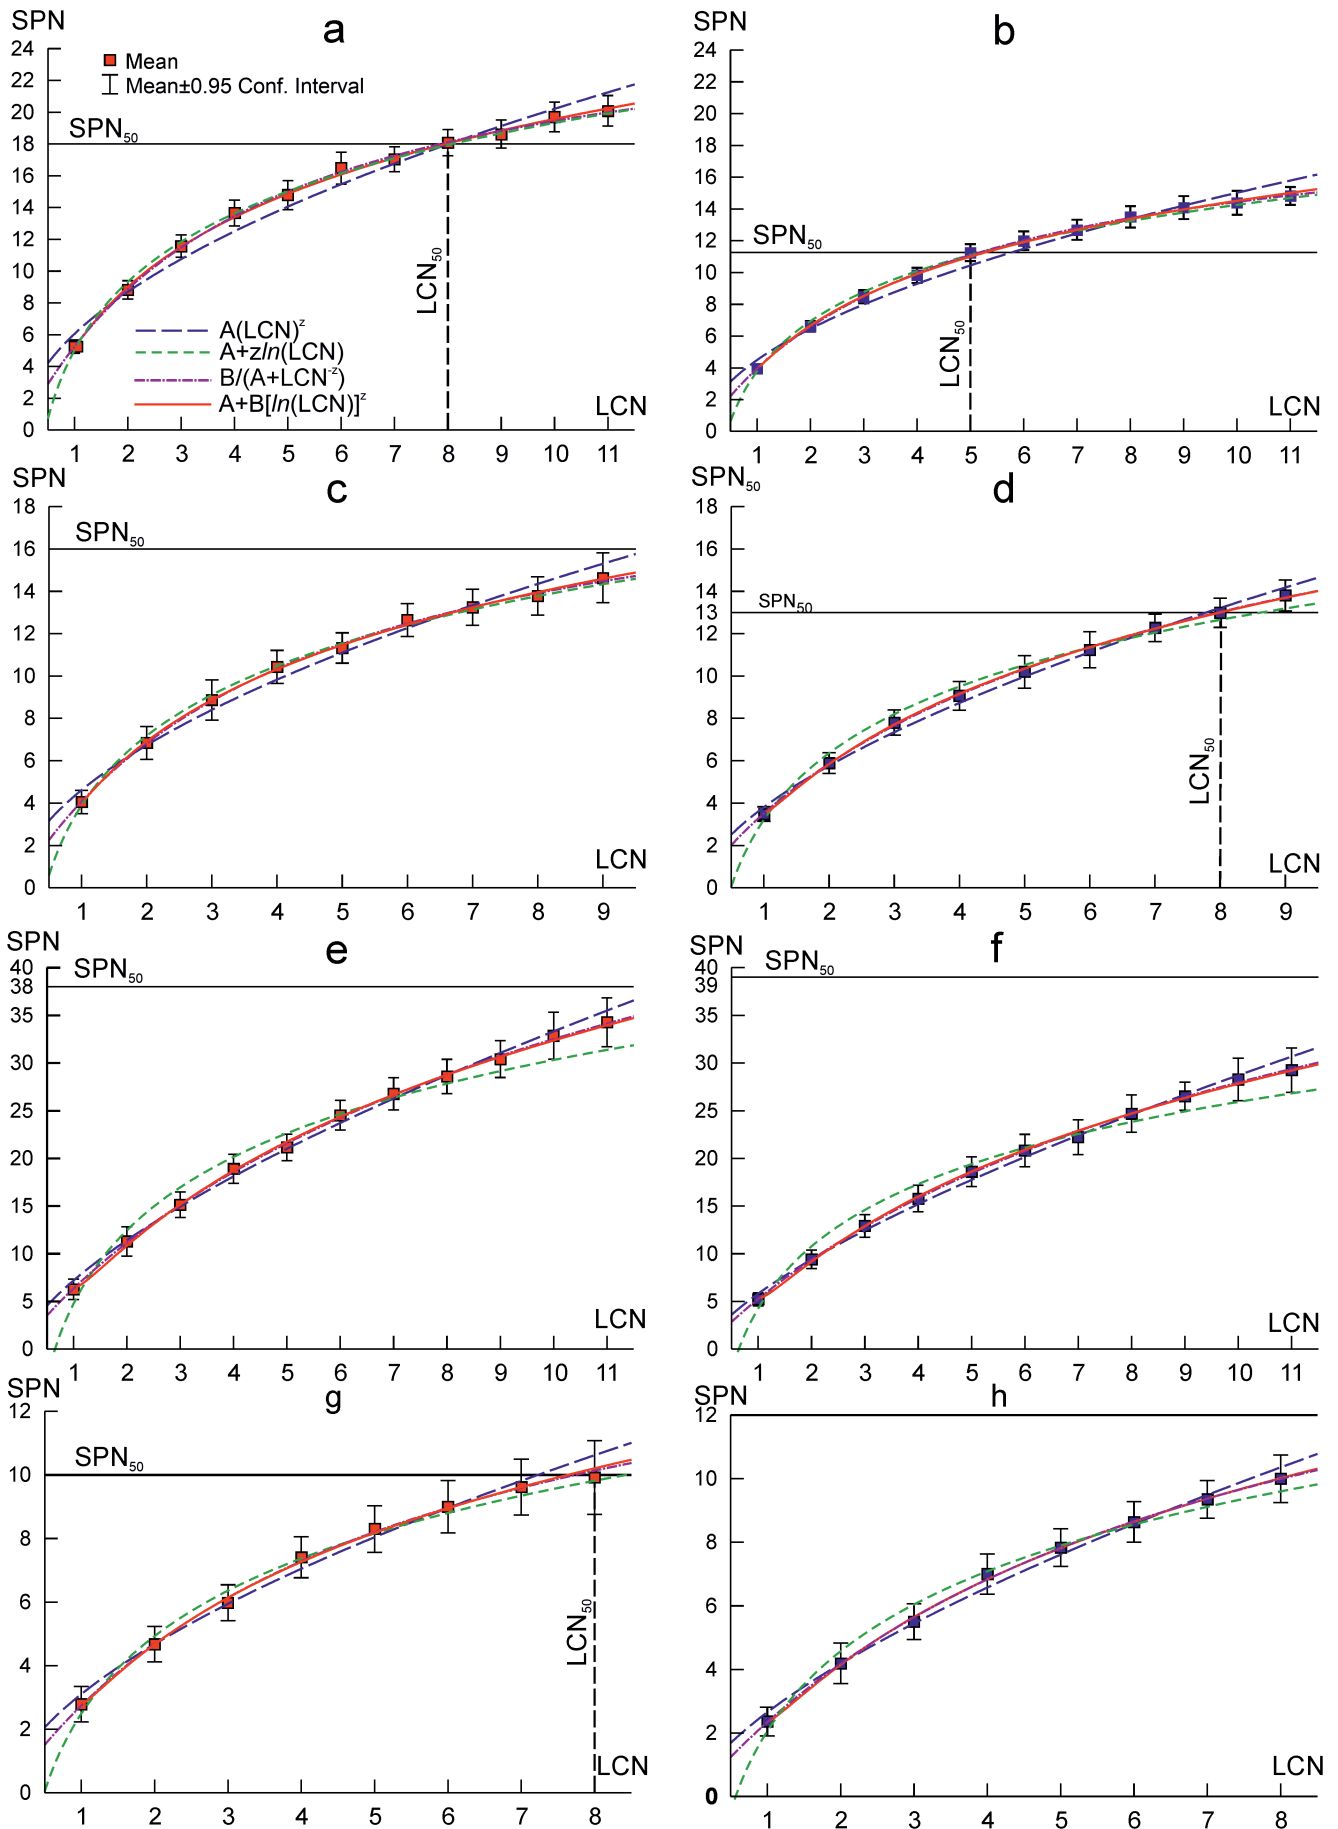 SPN
a
24
22
20
18
16
14
12
10
8
6
4
2
0
Mean
Mean±0.95 Conf. Interval
SPN50
LCN50
A(LCN)^z
A+zln(LCN)
B/(A+LCN^-z)
A+B[ln(LCN)]^z
LCN
1 2 3 4 5 6 7 8 9 10 11
SPN
b
24
22
20
18
16
14
12
10
8
6
4
2
0
SPN50
LCN50
LCN
1 2 3 4 5 6 7 8 9 10 11
SPN
c
18
16
14
12
10
8
6
4
2
0
SPN50
LCN
1 2 3 4 5 6 7 8 9
SPN50
d
18
16
14
13
12
10
8
6
4
2
0
SPN50
LCN50
LCN
1 2 3 4 5 6 7 8 9
SPN
e
40
38
35
30
25
20
15
10
5
0
SPN50
LCN
1 2 3 4 5 6 7 8 9 10 11
SPN
f
40
39
35
30
25
20
15
10
5
0
SPN50
LCN
1 2 3 4 5 6 7 8 9 10 11
SPN
g
12
10
8
6
4
2
0
SPN50
LCN50
LCN
1 2 3 4 5 6 7 8
SPN
h
12
10
8
6
4
2
0
LCN
1 2 3 4 5 6 7 8